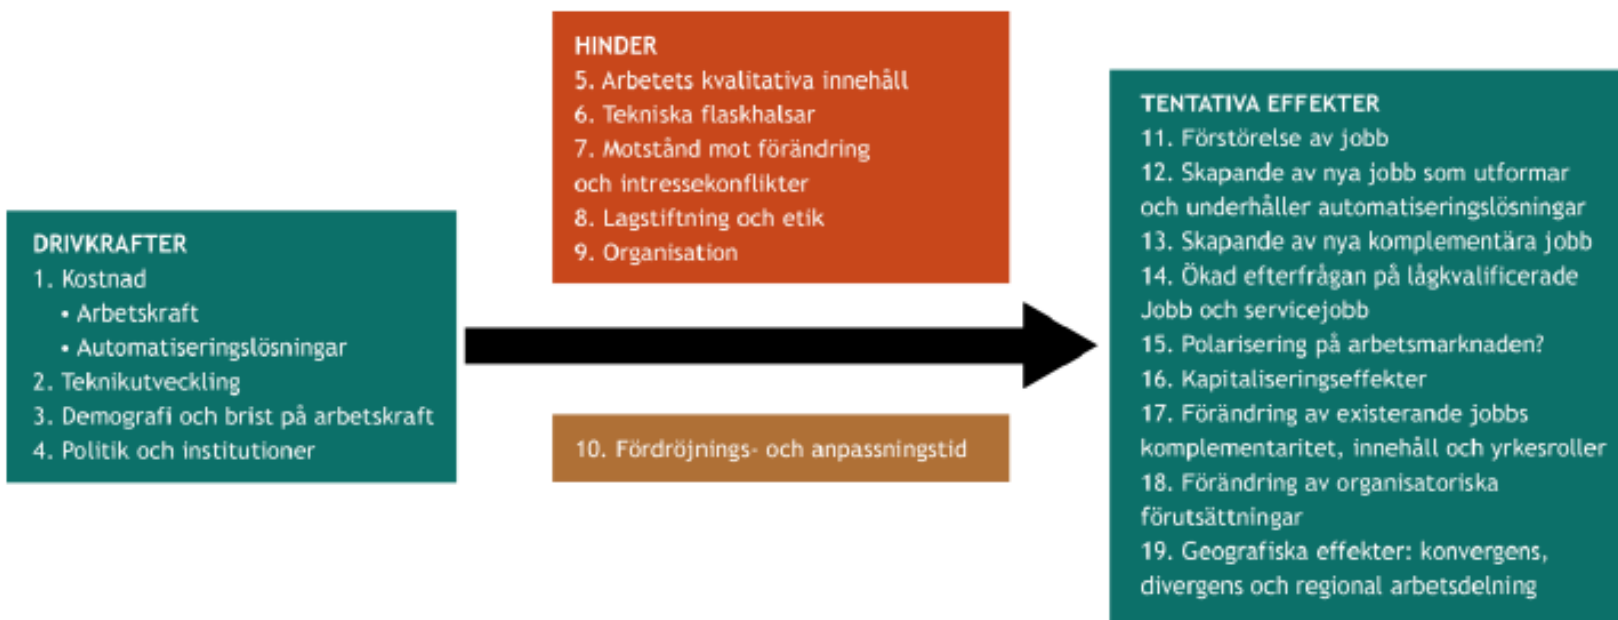 DRIVKRAFTER
1. Kostnad
• Arbetskraft
• Automatiseringslösningar
2. Teknikutveckling
3. Demografi och brist på arbetskraft
4. Politik och institutioner
HINDER
5. Arbetets kvalitativa innehåll
6. Tekniska flaskhalsar
7. Motstånd mot förändring
och intressekonflikter
8. Lagstiftning och etik
9. Organisation
10. Fördröjnings- och anpassningstid
TENTATIVA EFFEKTER
11. Förstörelse av jobb
12. Skapande av nya jobb som utformar
och underhåller automatiseringslösningar
13. Skapande av nya komplementära jobb
14. Ökad efterfrågan på lågkvalificerade
Jobb och servicejobb
15. Polarisering på arbetsmarknaden?
16. Kapitaliseringseffekter
17. Förändring av existerande jobbs
komplementaritet, innehåll och yrkesroller
18. Förändring av organisatoriska
förutsättningar
19. Geografiska effekter: konvergens,
divergens och regional arbetsdelning